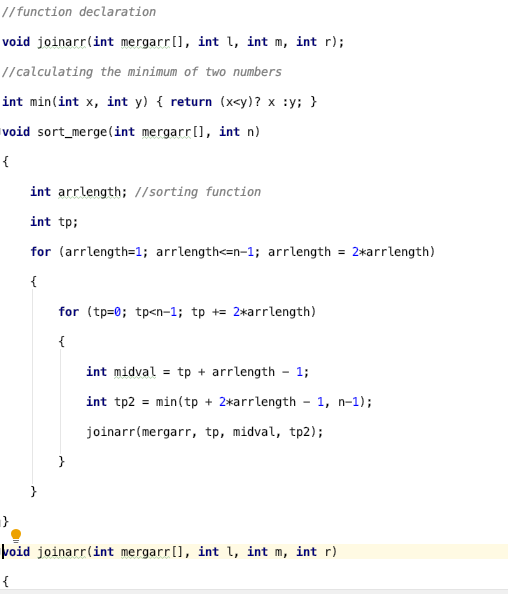 //function declaration
void joinarr(int mergarr[], int l, int m, int r);
//calculating the minimum of two numbers
int min(int x, int y) { return (x<y)? x :y; }
void sort_merge(int mergarr[], int n)
{
int arrlength; //sorting function
int tp;
for (arrlength=1; arrlength<=n-1; arrlength = 2*arrlength)
{
for (tp=0; tp<n-1; tp += 2*arrlength)
{
int midval = tp + arrlength - 1;
int tp2 = min(tp + 2*arrlength - 1, n-1);
joinarr(mergarr, tp, midval, tp2);
}
}
}
void joinarr(int mergarr[], int l, int m, int r)
{